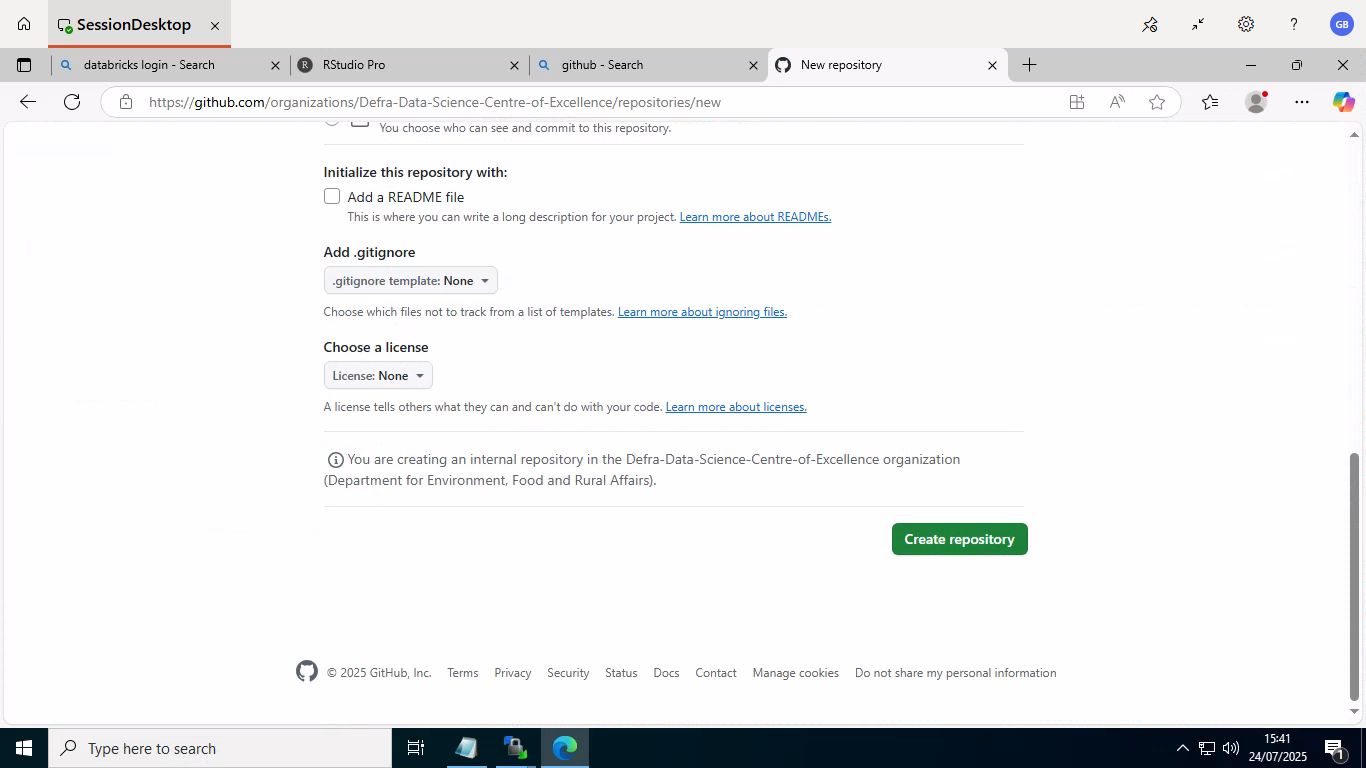 SessionDesktop
? GB
databricks login - Search
RStudio Pro
github - Search
New repository
https://github.com/organizations/Defra-Data-Science-Centre-of-Excellence/repositories/new
You choose who can see and commit to this repository.
Initialize this repository with:
Add a README file
This is where you can write a long description for your project. Learn more about READMEs.
Add .gitignore
.gitignore template: None
Choose which files not to track from a list of templates. Learn more about ignoring files.
Choose a license
License: None
A license tells others what they can and can't do with your code. Learn more about licenses.
You are creating an internal repository in the Defra-Data-Science-Centre-of-Excellence organization
(Department for Environment, Food and Rural Affairs).
Create repository
© 2025 GitHub, Inc. Terms Privacy Security Status Docs Contact Manage cookies Do not share my personal information
Type here to search
15:41
24/07/2025
1